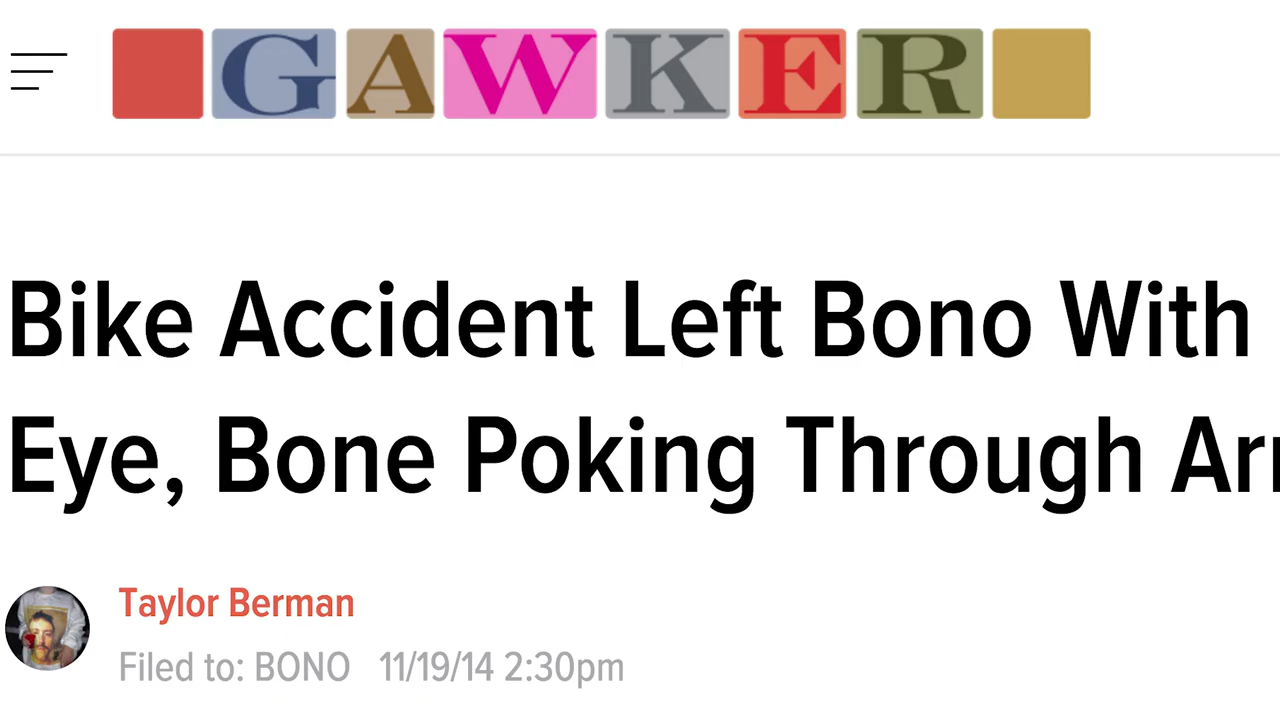 GAWKER
Bike Accident Left Bono With
Eye, Bone Poking Through
Taylor Berman
Filed to: BONO 11/19/14 2:30pm